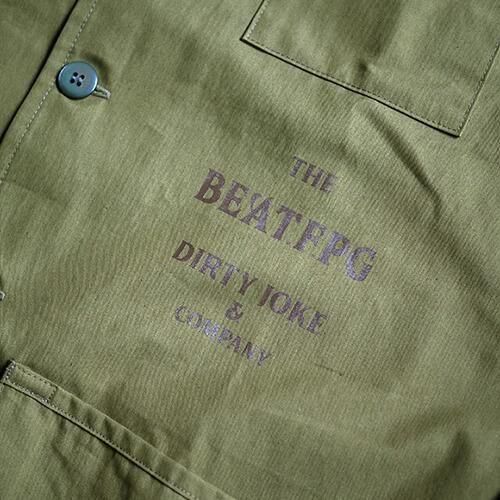 THE
BEATFPG
DIRTY JOKE
&
COMPANY